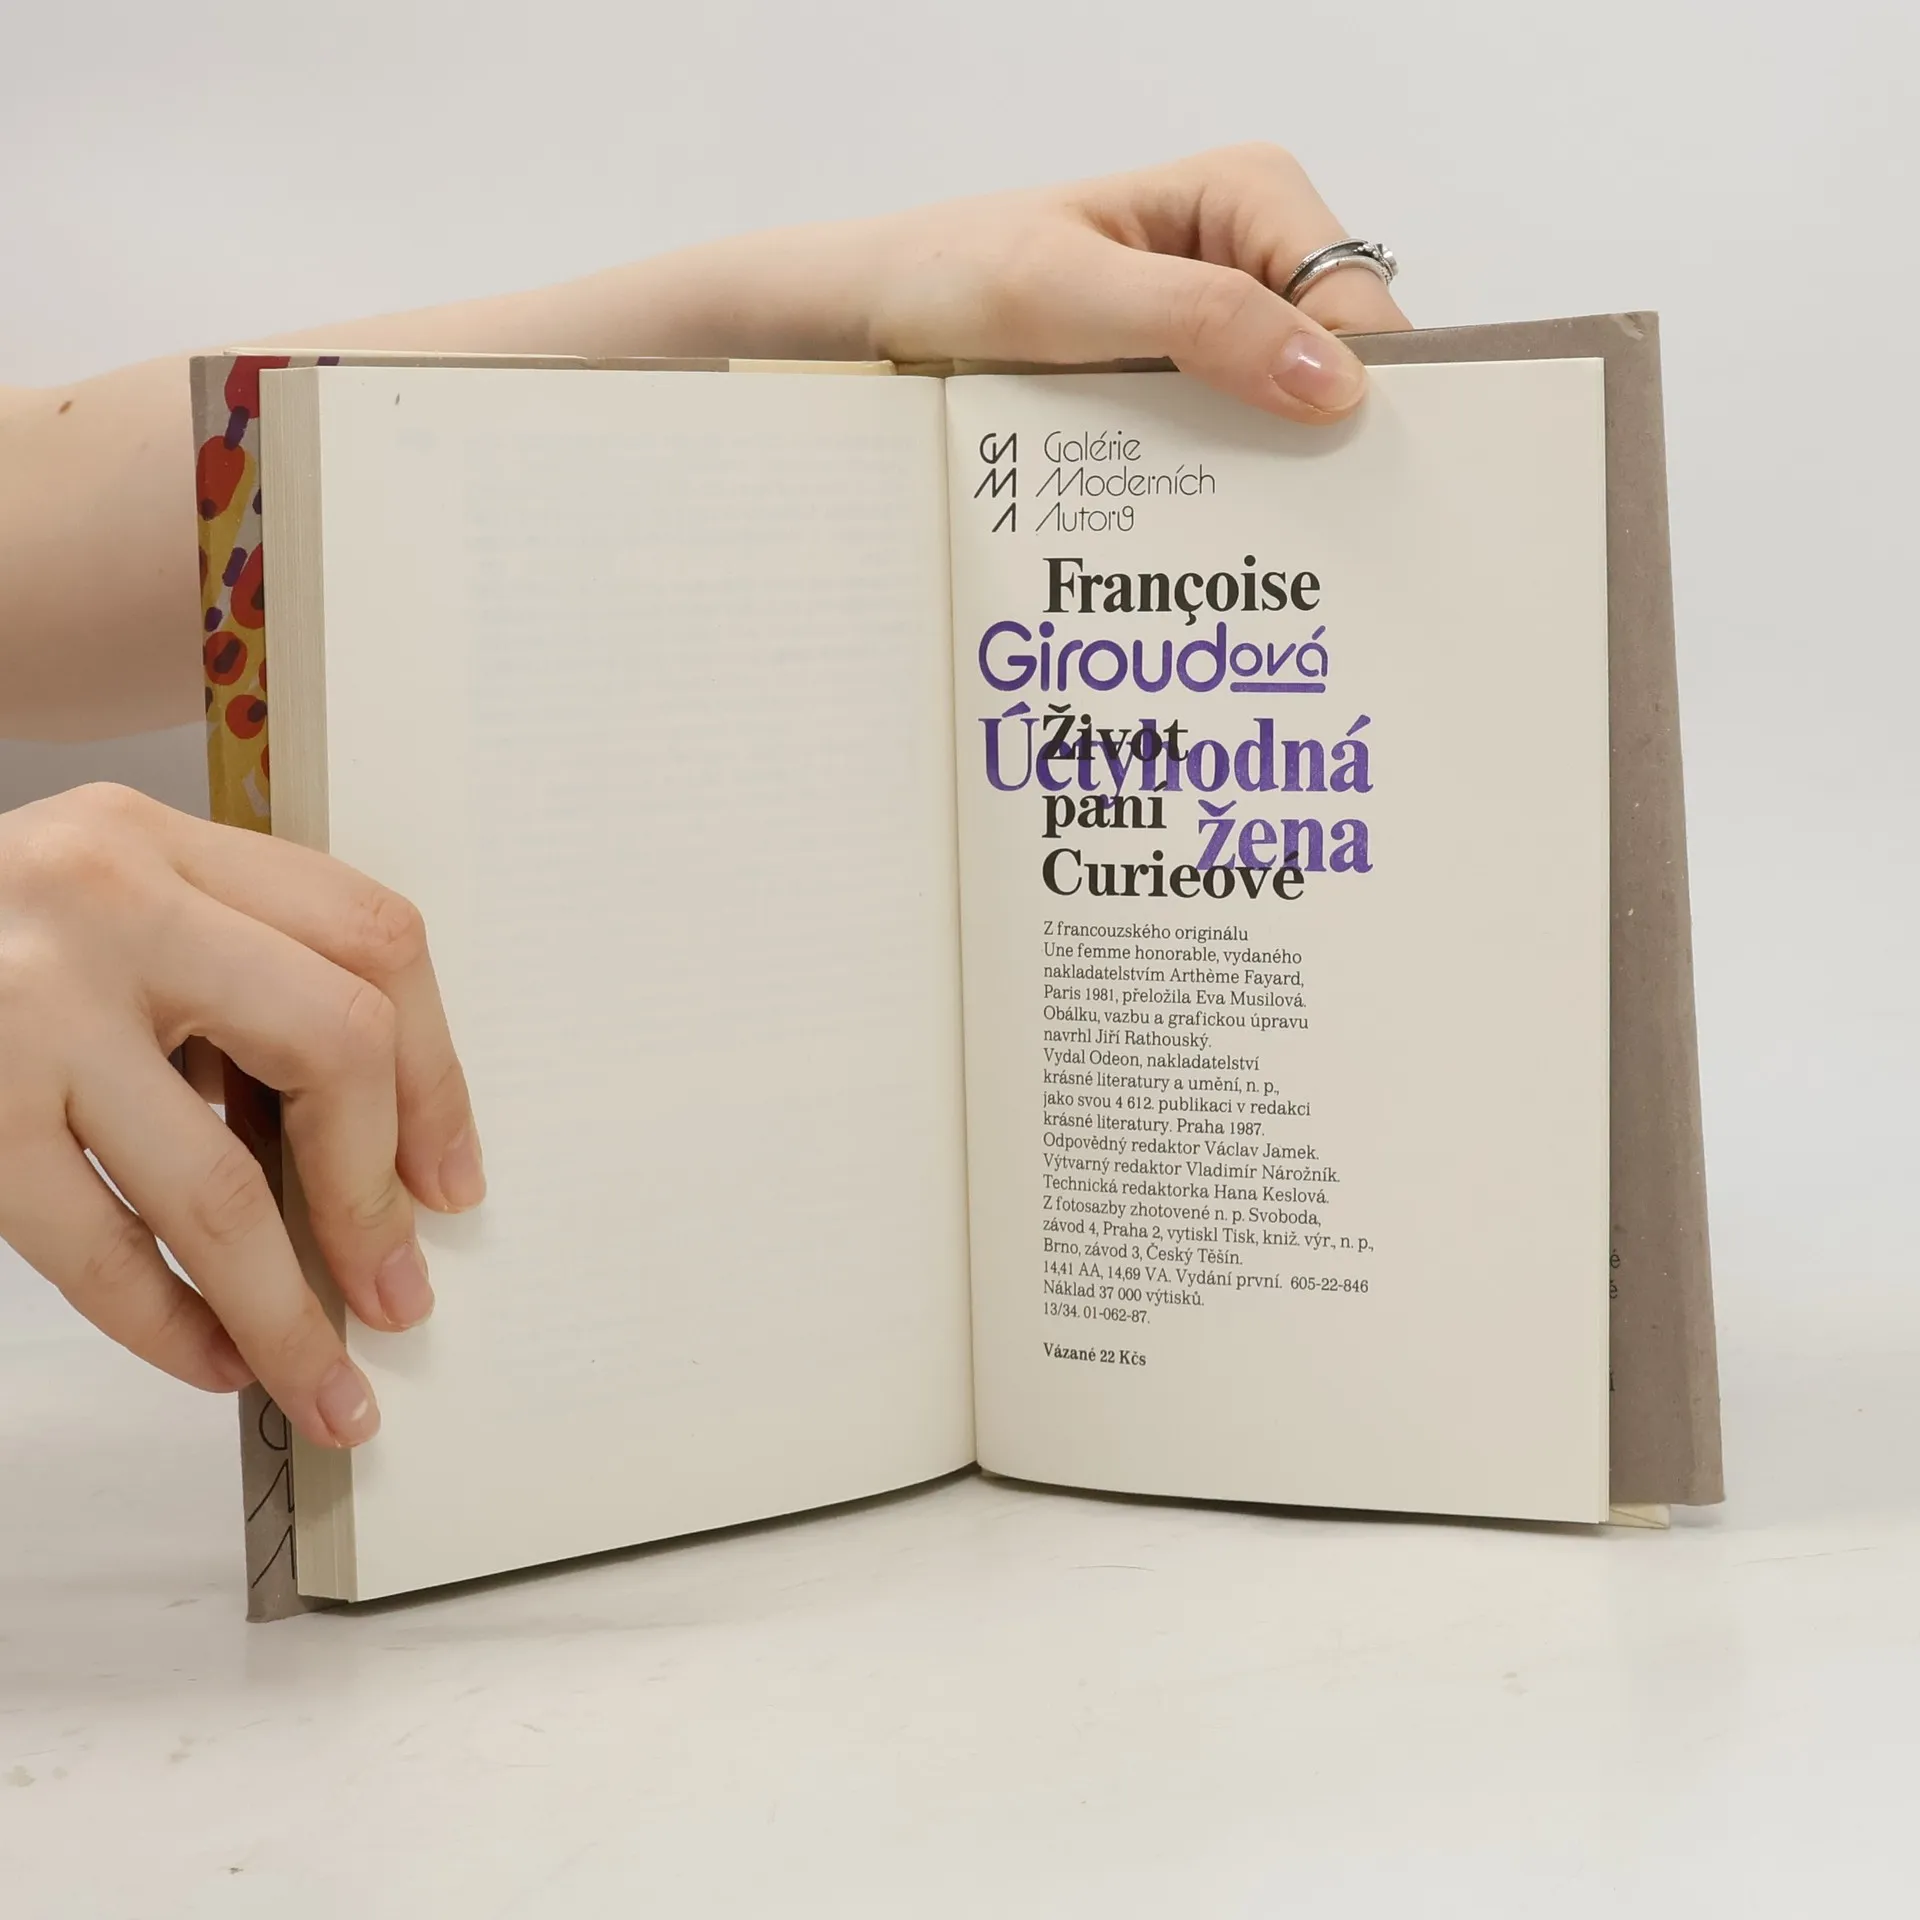 GMA
Galérie
Moderních
Autorů
Françoise
Giroudová
Úctyhodná
žena
Život
paní
Curieové
Z francouzského originálu
Une femme honorable, vydaného
nakladatelstvím Arthème Fayard,
Paris 1981, přeložila Eva Musilová.
Obálku, vazbu a grafickou úpravu
navrhl Jiří Rathouský.
Vydal Odeon, nakladatelství
krásné literatury a umění, n. p.,
jako svou 4 612. publikaci v redakci
krásné literatury. Praha 1987.
Odpovědný redaktor Václav Jamek.
Výtvarný redaktor Vladimír Nárožník.
Technická redaktorka Hana Keslová.
Z fotosazby zhotovené n. p. Svoboda,
závod 4, Praha 2, vytiskl Tisk, kniž. výr., n. p.,
Brno, závod 3, Český Těšín.
14,41 AA, 14,69 VA. Vydání první. 605-22-846
Náklad 37 000 výtisků.
13/34. 01-062-87.
Vázané 22 Kčs